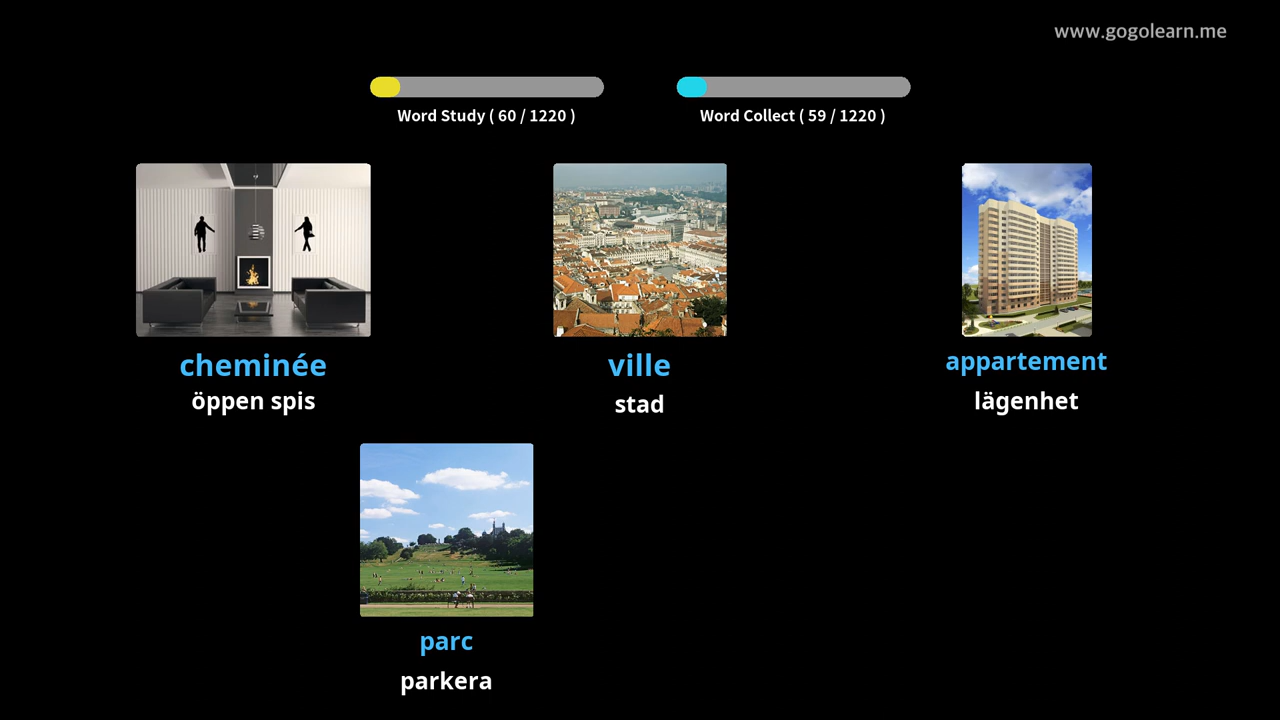 www.gogolearn.me
Word Study ( 60 / 1220 )
Word Collect ( 59 / 1220 )
cheminée
öppen spis
ville
stad
appartement
lägenhet
parc
parkera